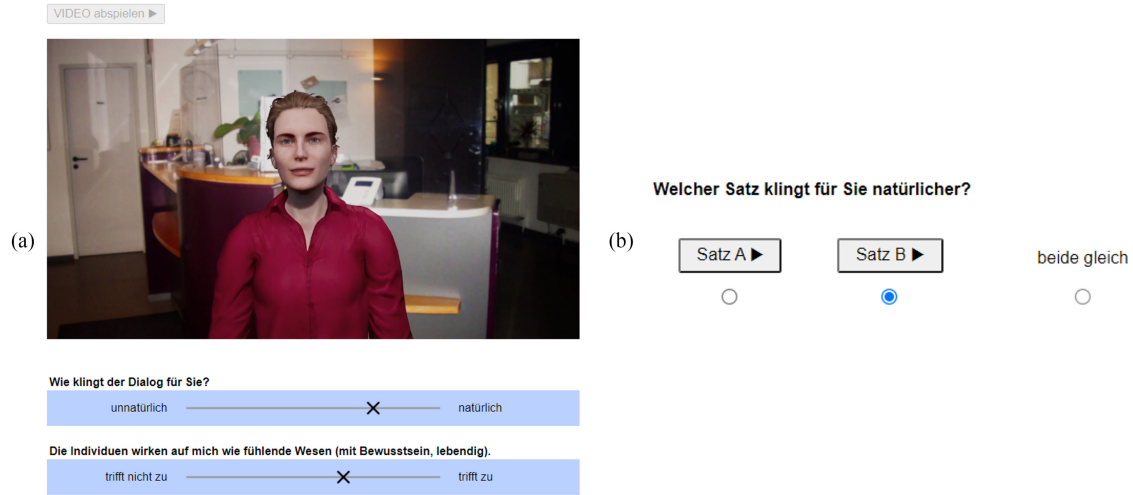 VIDEO abspielen ▶
(a)
Wie klingt der Dialog für Sie?
unnatürlich natürlich
Die Individuen wirken auf mich wie fühlende Wesen (mit Bewusstsein, lebendig).
trifft nicht zu trifft zu
(b)
Welcher Satz klingt für Sie natürlicher?
Satz A ▶ Satz B ▶ beide gleich